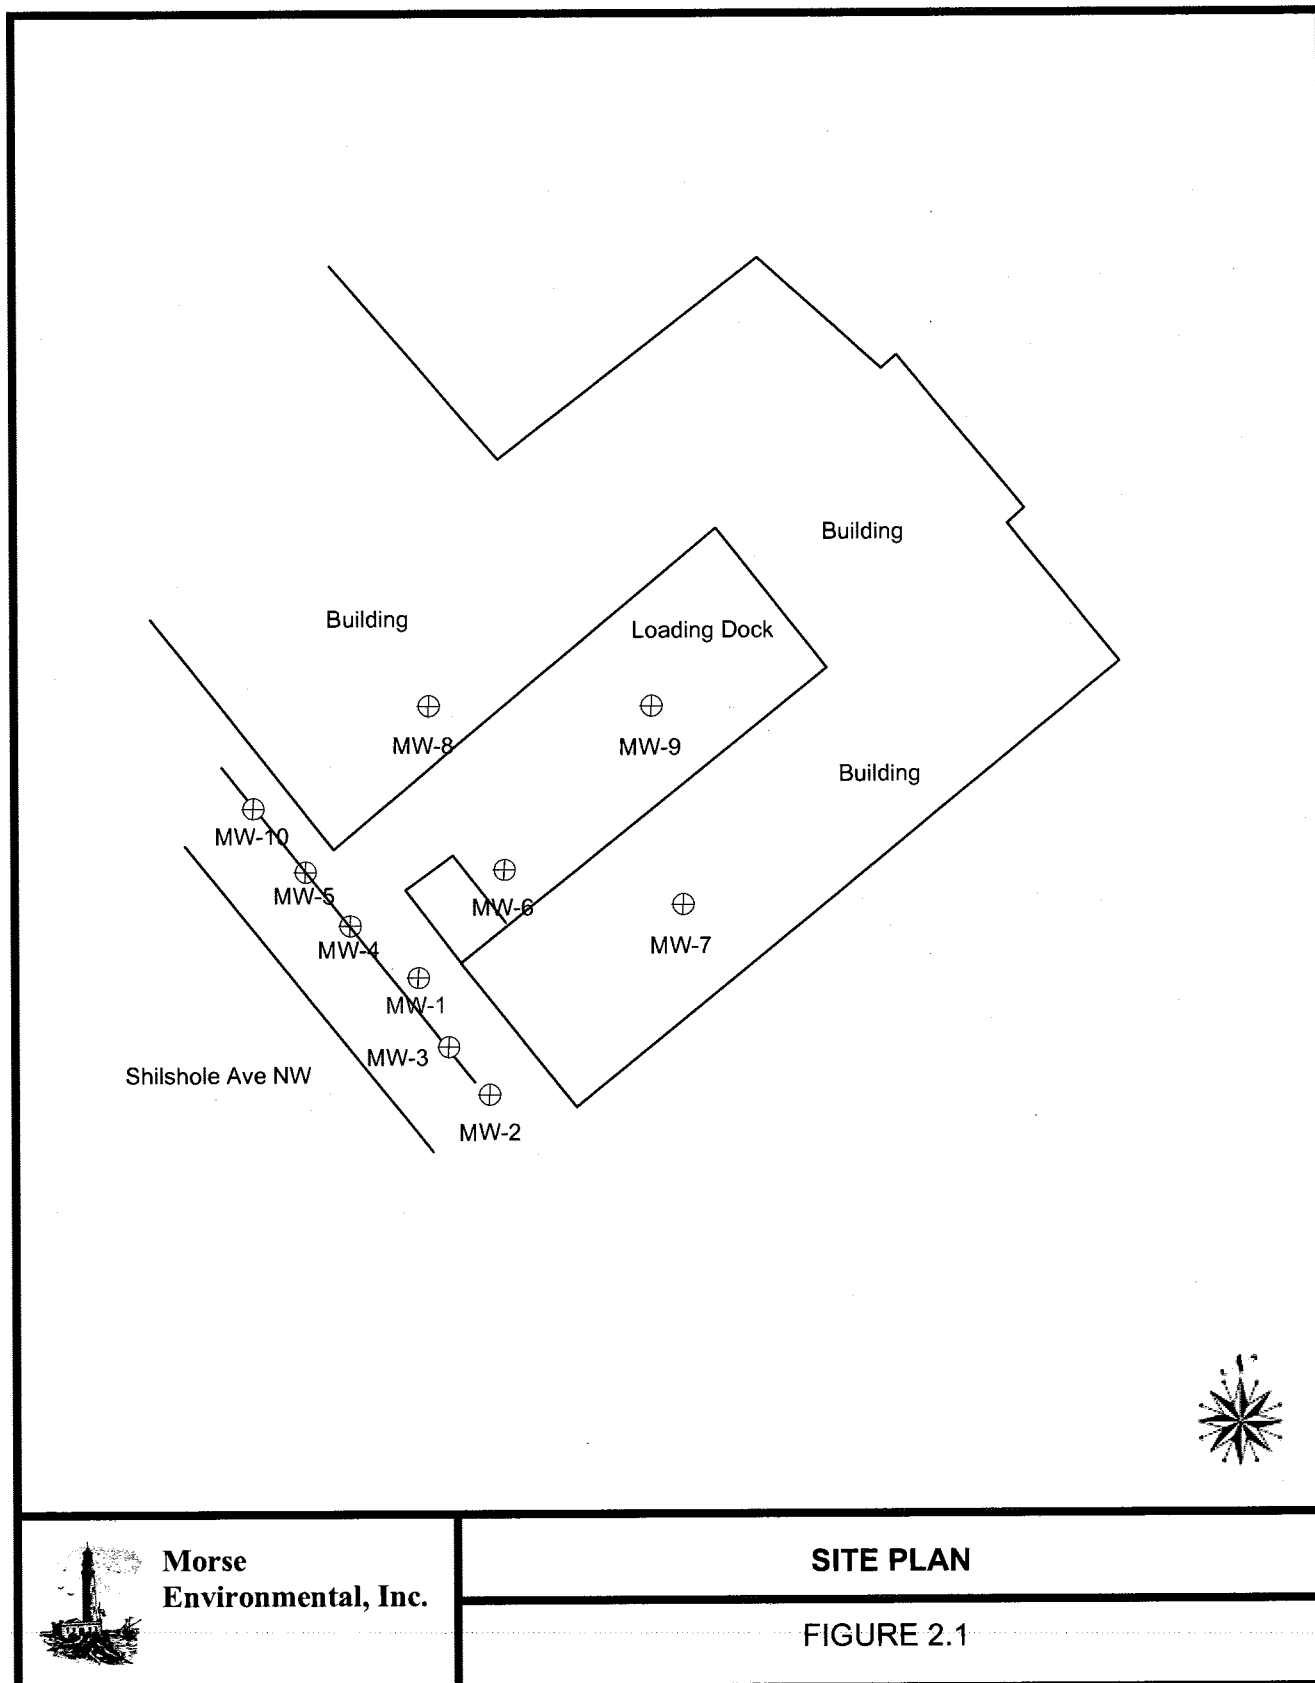 Building
Building
Loading Dock
MW-8
MW-9
Building
MW-10
MW-5
MW-6
MW-4
MW-7
MW-1
MW-3
Shilshole Ave NW
MW-2
Morse
Environmental, Inc.
SITE PLAN
FIGURE 2.1